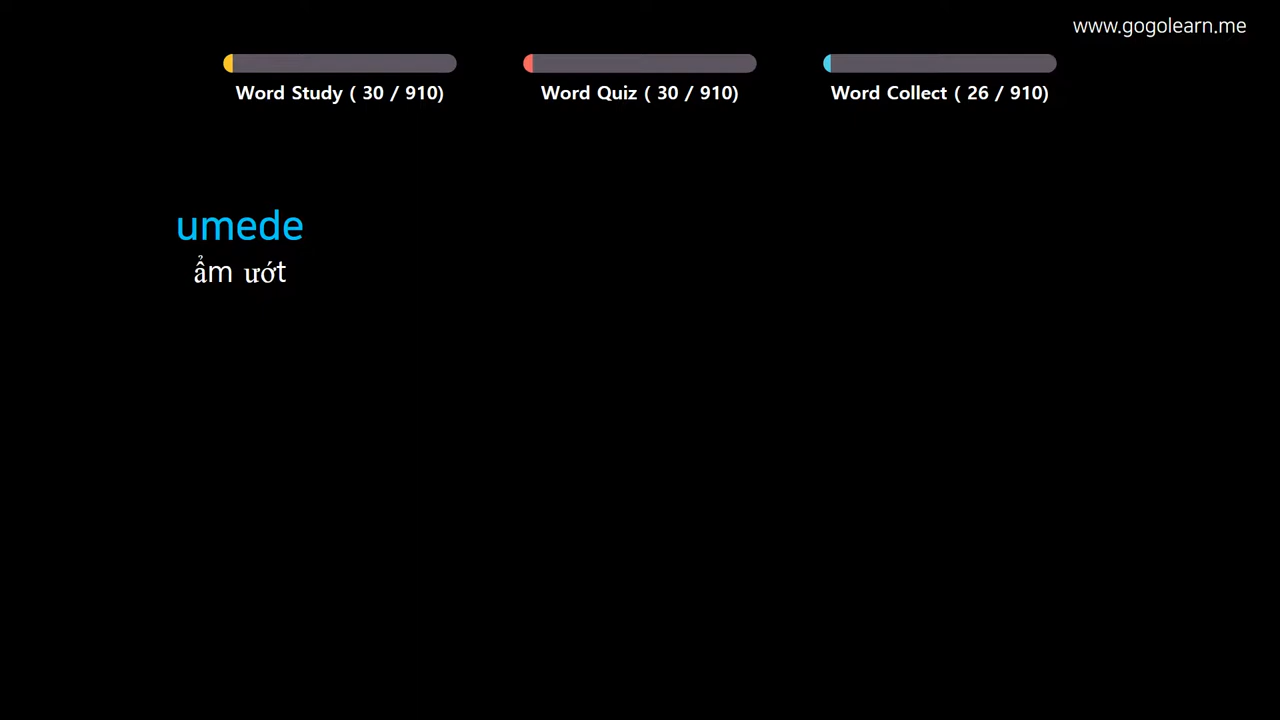 www.gogolearn.me
Word Study ( 30 / 910)
Word Quiz ( 30 / 910)
Word Collect ( 26 / 910)
umede
ẩm ướt